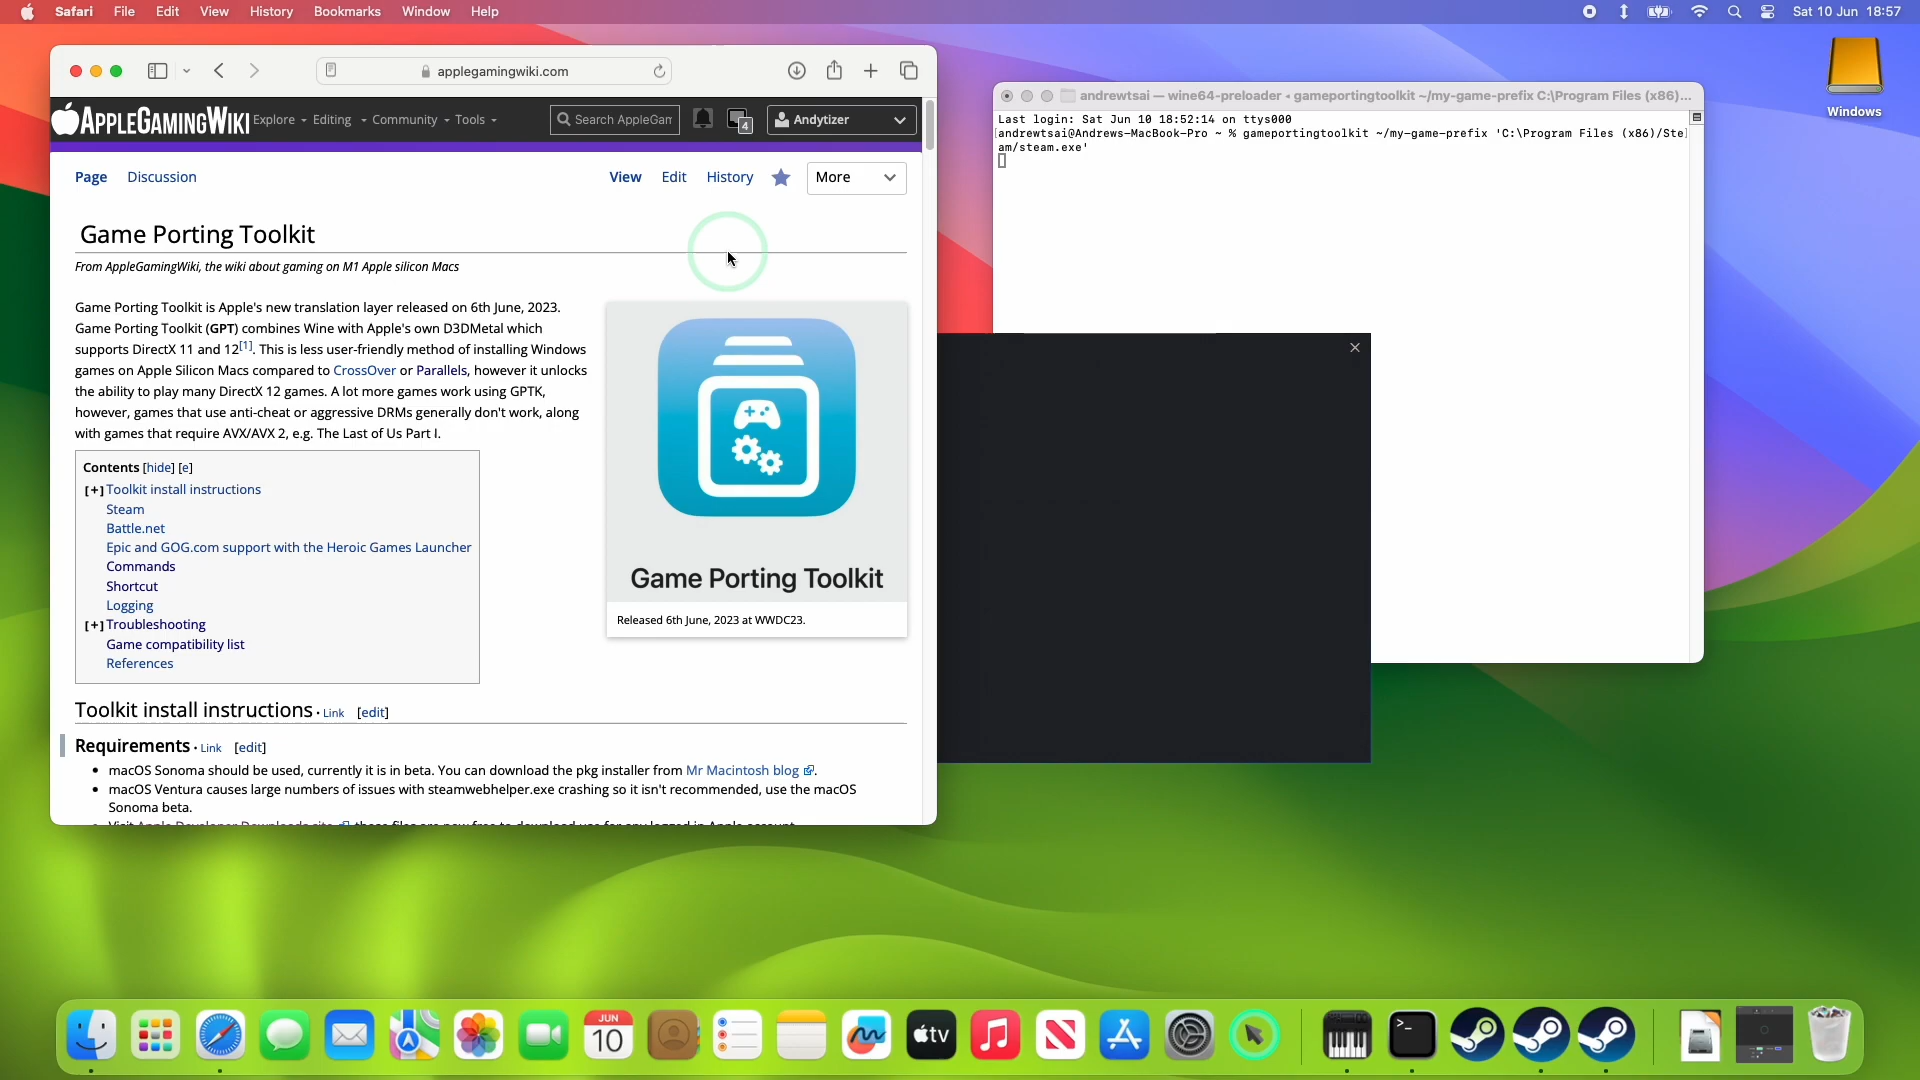 Safari File Edit View History Bookmarks Window Help
Sat 10 Jun 18:57
applegamingwiki.com
AppleGamingWiki Explore Editing Community Tools
Search AppleGam
4
Andytizer
Page Discussion
View Edit History
More
Game Porting Toolkit
From AppleGamingWiki, the wiki about gaming on M1 Apple silicon Macs
Game Porting Toolkit is Apple's new translation layer released on 6th June, 2023.
Game Porting Toolkit (GPT) combines Wine with Apple's own D3DMetal which
supports DirectX 11 and 12[1]. This is less user-friendly method of installing Windows
games on Apple Silicon Macs compared to CrossOver or Parallels, however it unlocks
the ability to play many DirectX 12 games. A lot more games work using GPTK,
however, games that use anti-cheat or aggressive DRMs generally don't work, along
with games that require AVX/AVX 2, e.g. The Last of Us Part I.
Game Porting Toolkit
Released 6th June, 2023 at WWDC23.
Contents [hide] [e]
[+] Toolkit install instructions
Steam
Battle.net
Epic and GOG.com support with the Heroic Games Launcher
Commands
Shortcut
Logging
[+] Troubleshooting
Game compatibility list
References
Toolkit install instructions · Link [edit]
Requirements · Link [edit]
• macOS Sonoma should be used, currently it is in beta. You can download the pkg installer from Mr Macintosh blog.
• macOS Ventura causes large numbers of issues with steamwebhelper.exe crashing so it isn't recommended, use the macOS
Sonoma beta.
andrewtsai — wine64-preloader ◂ gameportingtoolkit ~/my-game-prefix C:\Program Files (x86)...
Last login: Sat Jun 10 18:52:14 on ttys000
[andrewtsai@Andrews-MacBook-Pro ~ % gameportingtoolkit ~/my-game-prefix 'C:\Program Files (x86)/Ste]
am/steam.exe'
Windows
JUN
10
tv